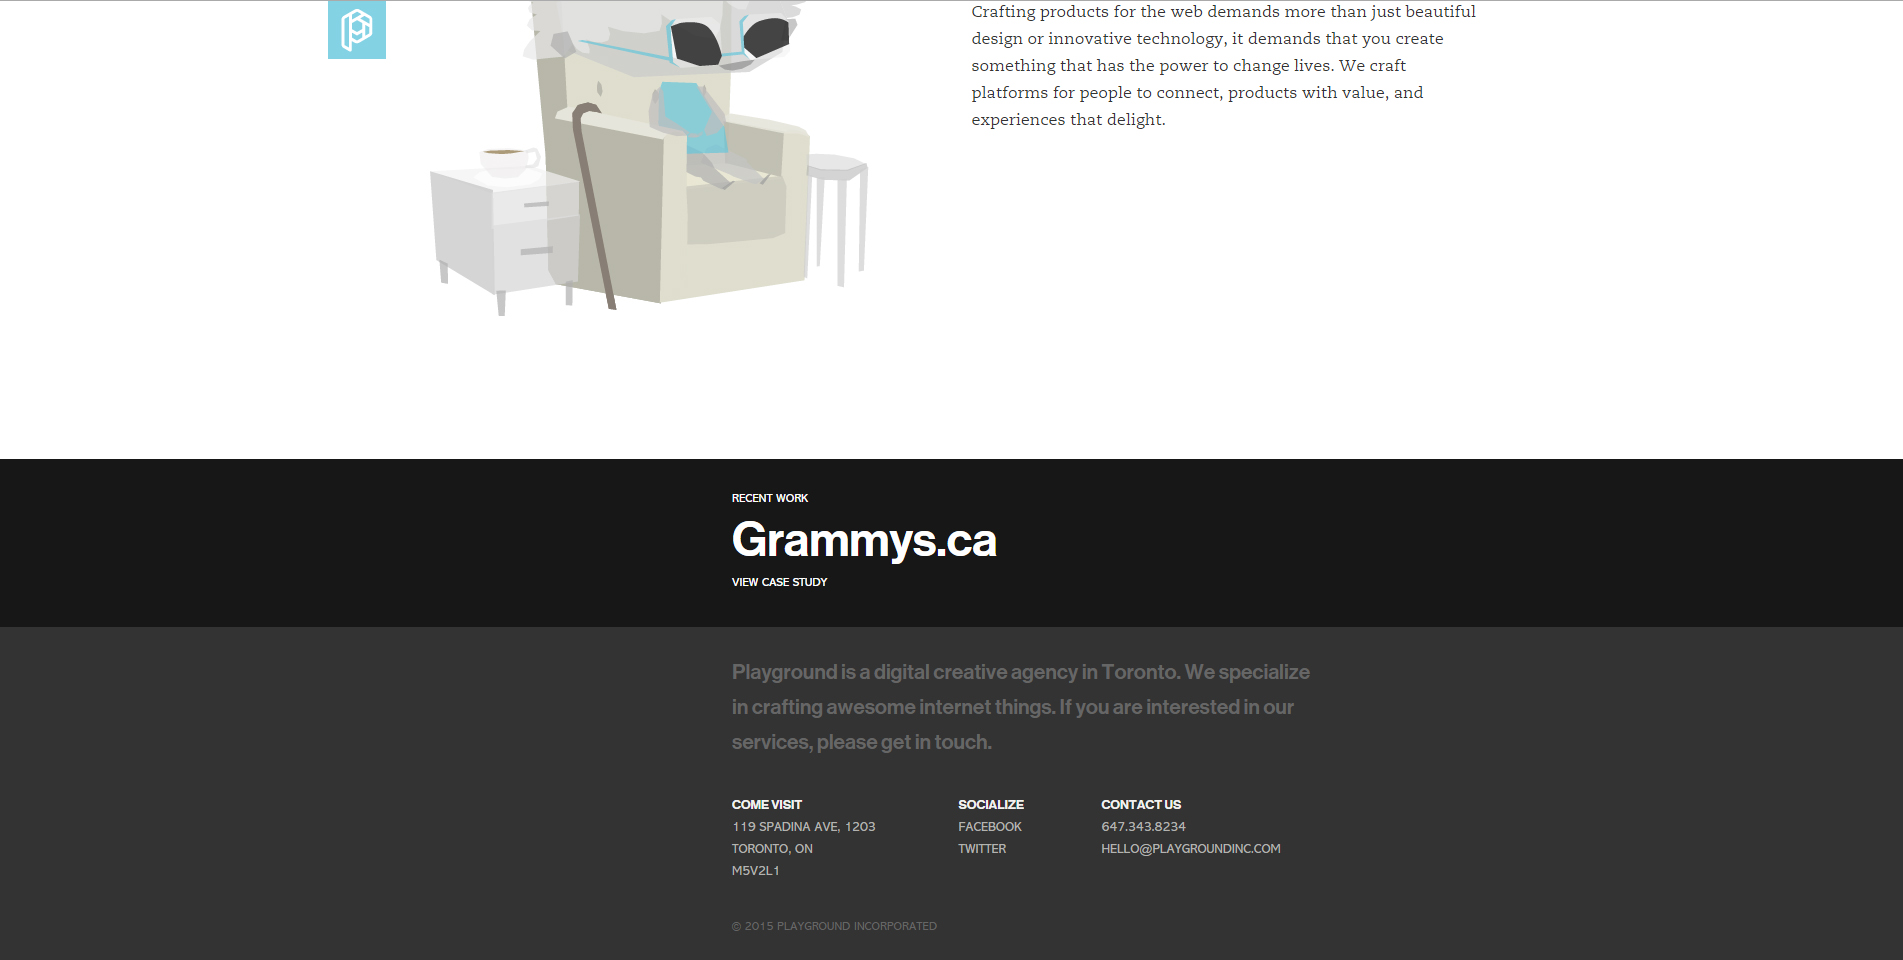 Crafting products for the web demands more than just beautiful
design or innovative technology, it demands that you create
something that has the power to change lives. We craft
platforms for people to connect, products with value, and
experiences that delight.
RECENT WORK
Grammys.ca
VIEW CASE STUDY
Playground is a digital creative agency in Toronto. We specialize
in crafting awesome internet things. If you are interested in our
services, please get in touch.
COME VISIT
119 SPADINA AVE, 1203
TORONTO, ON
M5V2L1
SOCIALIZE
FACEBOOK
TWITTER
CONTACT US
647.343.8234
HELLO@PLAYGROUNDINC.COM
© 2015 PLAYGROUND INCORPORATED